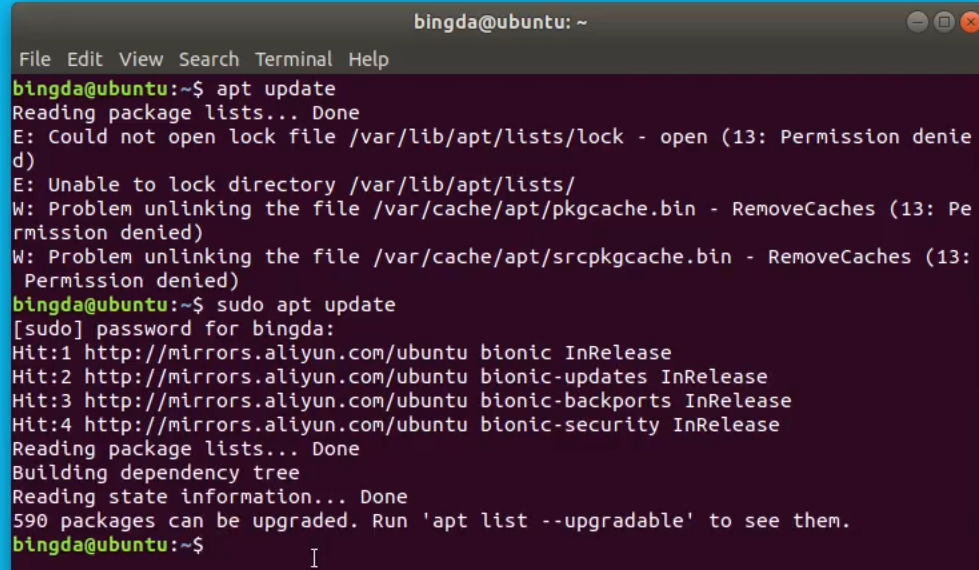 bingda@ubuntu: ~
File Edit View Search Terminal Help
bingda@ubuntu:~$ apt update
Reading package lists... Done
E: Could not open lock file /var/lib/apt/lists/lock - open (13: Permission denie
d)
E: Unable to lock directory /var/lib/apt/lists/
W: Problem unlinking the file /var/cache/apt/pkgcache.bin - RemoveCaches (13: Pe
rmission denied)
W: Problem unlinking the file /var/cache/apt/srcpkgcache.bin - RemoveCaches (13:
 Permission denied)
bingda@ubuntu:~$ sudo apt update
[sudo] password for bingda:
Hit:1 http://mirrors.aliyun.com/ubuntu bionic InRelease
Hit:2 http://mirrors.aliyun.com/ubuntu bionic-updates InRelease
Hit:3 http://mirrors.aliyun.com/ubuntu bionic-backports InRelease
Hit:4 http://mirrors.aliyun.com/ubuntu bionic-security InRelease
Reading package lists... Done
Building dependency tree
Reading state information... Done
590 packages can be upgraded. Run 'apt list --upgradable' to see them.
bingda@ubuntu:~$